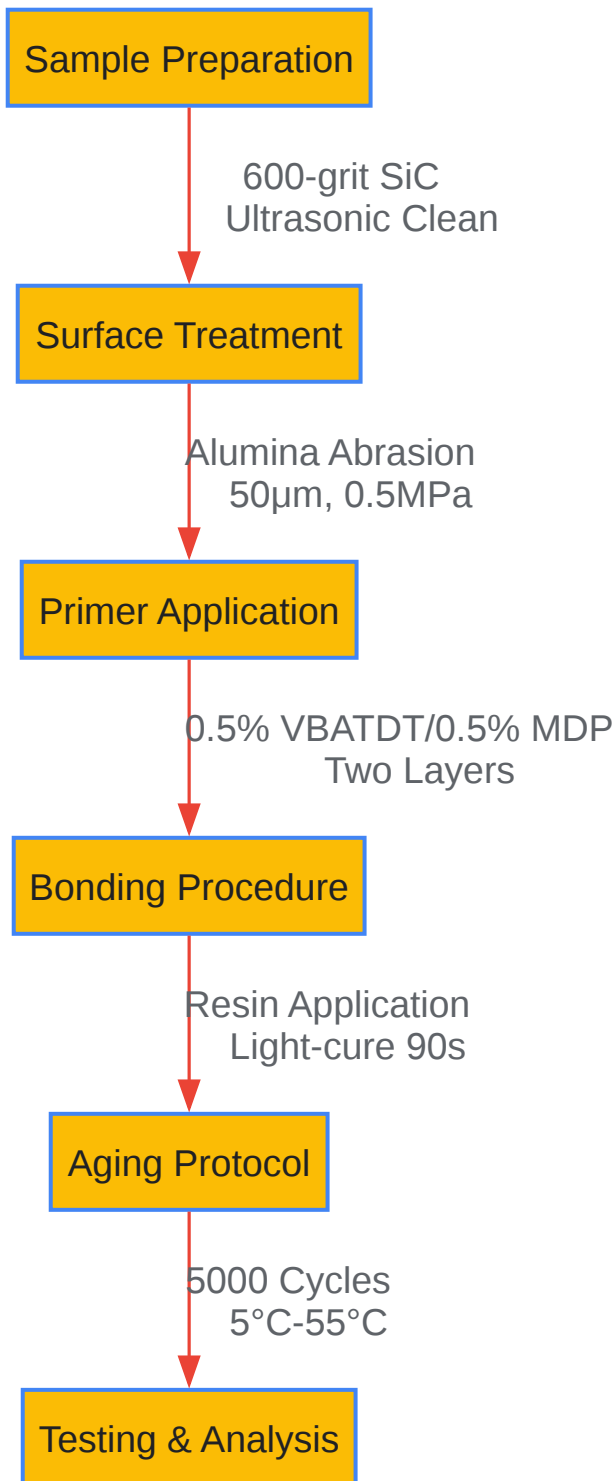 Sample Preparation
600-grit SiC
Ultrasonic Clean
Surface Treatment
Alumina Abrasion
50μm, 0.5MPa
Primer Application
0.5% VBATDT/0.5% MDP
Two Layers
Bonding Procedure
Resin Application
Light-cure 90s
Aging Protocol
5000 Cycles
5°C-55°C
Testing & Analysis